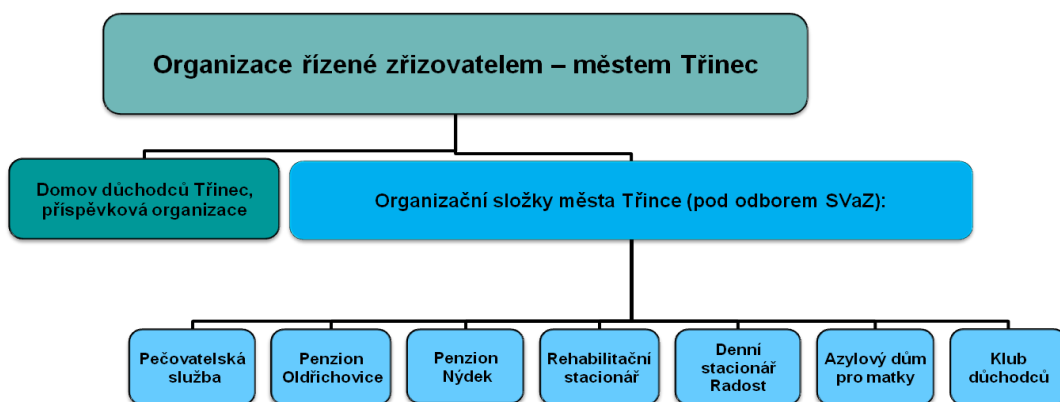 Organizace řízené zřizovatelem – městem Třinec
Domov důchodců Třinec,
příspěvková organizace
Organizační složky města Třince (pod odborem SVaZ):
Pečovatelská
služba
Penzion
Oldřichovice
Penzion
Nýdek
Rehabilitační
stacionář
Denní
stacionář
Radost
Azylový dům
pro matky
Klub
důchodců